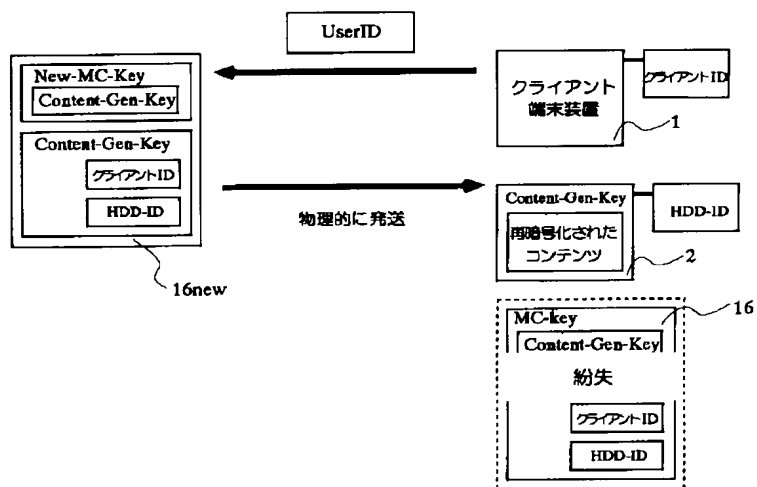 UserID
New-MC-Key
Content-Gen-Key
Content-Gen-Key
クライアントID
HDD-ID
16new
物理的に発送
クライアント
端末装置
クライアントID
1
Content-Gen-Key
再暗号化された
コンテンツ
HDD-ID
2
MC-key
16
Content-Gen-Key
紛失
クライアントID
HDD-ID